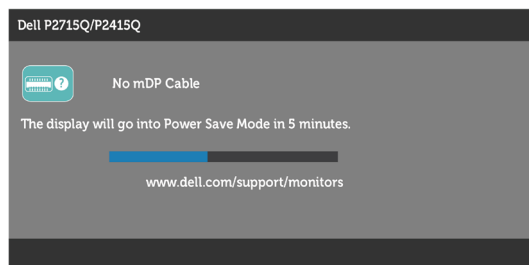 Dell P2715Q/P2415Q
No mDP Cable
The display will go into Power Save Mode in 5 minutes.
www.dell.com/support/monitors